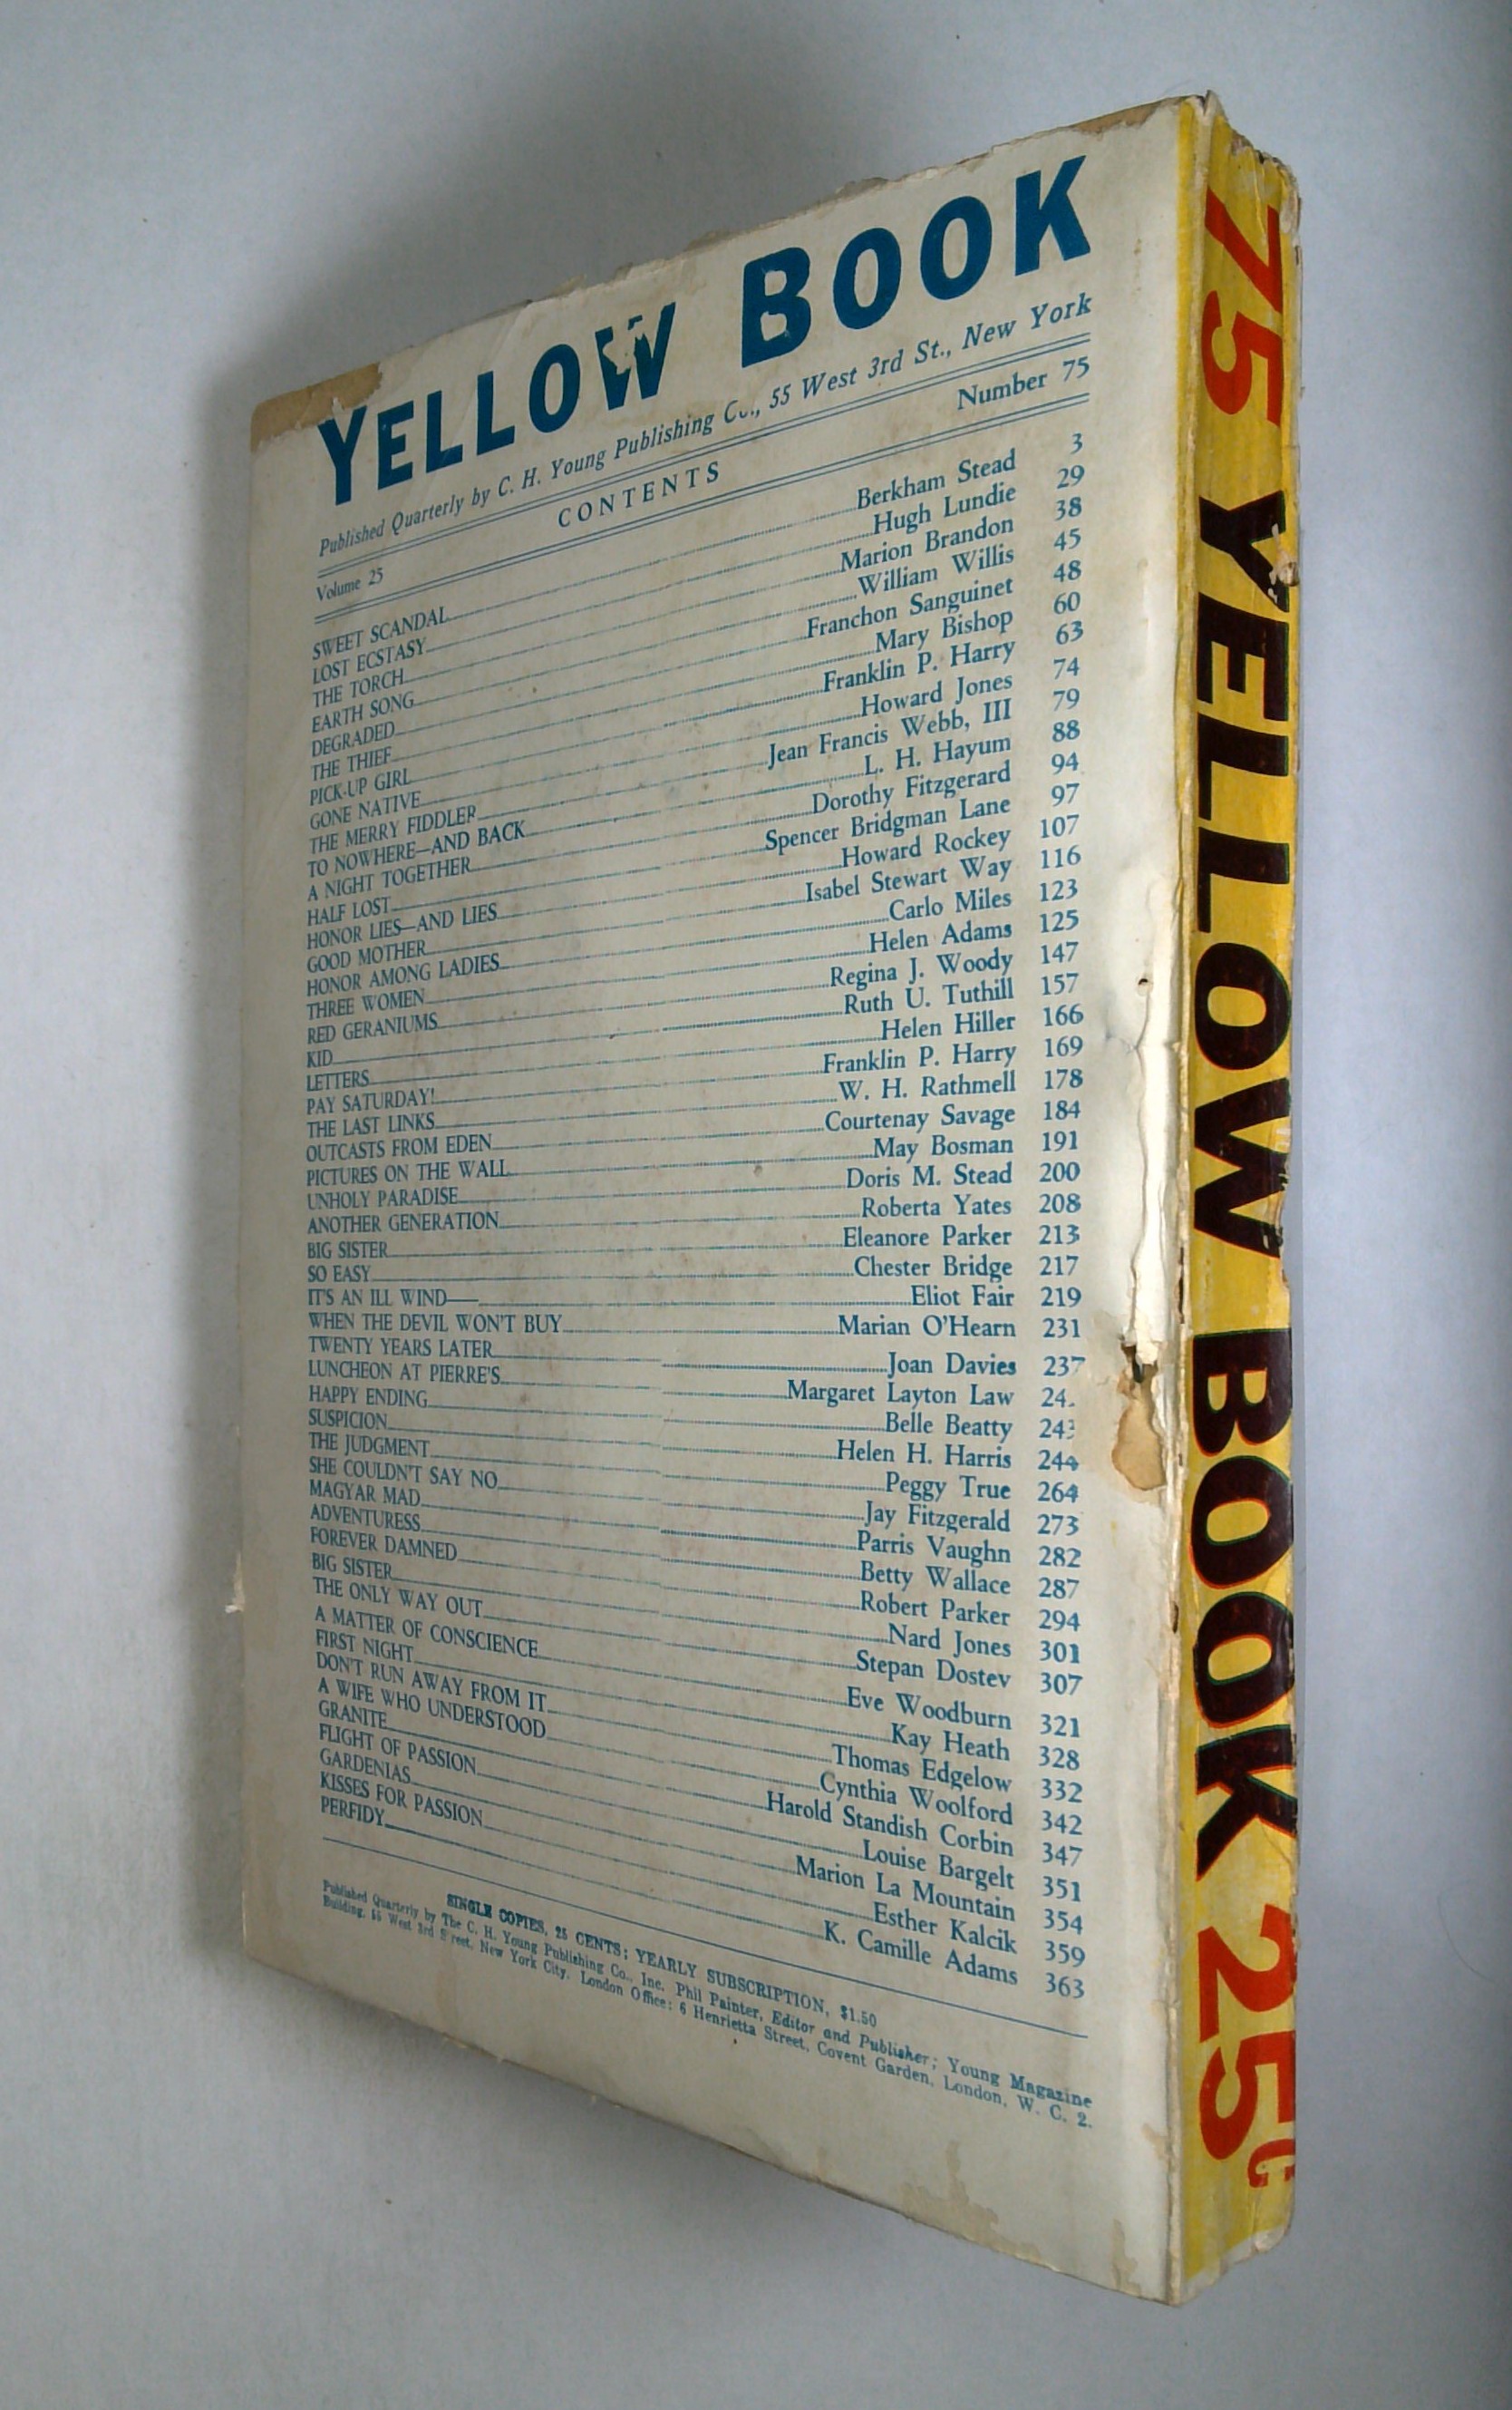 YELLOW BOOK
Published Quarterly by C. H. Young Publishing Co., 55 West 3rd St., New York
Volume 25 CONTENTS Number 75
SWEET SCANDAL Berkham Stead 3
LOST ECSTASY Hugh Lundie 29
THE TORCH Marion Brandon 38
EARTH SONG William Willis 45
DEGRADED Franchon Sanguinet 48
THE THIEF Mary Bishop 60
PICK-UP GIRL Franklin P. Harry 63
GONE NATIVE Howard Jones 74
THE MERRY FIDDLER Jean Francis Webb, III 79
TO NOWHERE—AND BACK L. H. Hayum 88
A NIGHT TOGETHER Dorothy Fitzgerard 94
HALF LOST Spencer Bridgman Lane 97
HONOR LIES—AND LIES Howard Rockey 107
GOOD MOTHER Isabel Stewart Way 116
HONOR AMONG LADIES Carlo Miles 123
THREE WOMEN Helen Adams 125
RED GERANIUMS Regina J. Woody 147
KID Ruth U. Tuthill 157
LETTERS Helen Hiller 166
PAY SATURDAY! Franklin P. Harry 169
THE LAST LINKS W. H. Rathmell 178
OUTCASTS FROM EDEN Courtenay Savage 184
PICTURES ON THE WALL May Bosman 191
UNHOLY PARADISE Doris M. Stead 200
ANOTHER GENERATION Roberta Yates 208
BIG SISTER Eleanore Parker 213
SO EASY Chester Bridge 217
IT'S AN ILL WIND— Eliot Fair 219
WHEN THE DEVIL WON'T BUY Marian O'Hearn 231
TWENTY YEARS LATER Joan Davies 237
LUNCHEON AT PIERRE'S Margaret Layton Law
HAPPY ENDING Belle Beatty 243
SUSPICION Helen H. Harris 244
THE JUDGMENT Peggy True 264
SHE COULDN'T SAY NO Jay Fitzgerald 273
MAGYAR MAD Parris Vaughn 282
ADVENTURESS Betty Wallace 287
FOREVER DAMNED Robert Parker 294
BIG SISTER Nard Jones 301
THE ONLY WAY OUT Stepan Dostev 307
A MATTER OF CONSCIENCE Eve Woodburn 321
FIRST NIGHT Kay Heath 328
DON'T RUN AWAY FROM IT Thomas Edgelow 332
A WIFE WHO UNDERSTOOD Cynthia Woolford 342
GRANITE Harold Standish Corbin 347
FLIGHT OF PASSION Louise Bargelt 351
GARDENIAS Marion La Mountain 354
KISSES FOR PASSION Esther Kalcik 359
PERFIDY K. Camille Adams 363
SINGLE COPIES, 25 CENTS; YEARLY SUBSCRIPTION, $1.50
Published Quarterly by The C. H. Young Publishing Co., Inc. Phil Painter, Editor and Publisher; Young Magazine
Building, 55 West 3rd Street, New York City. London Office: 6 Henrietta Street, Covent Garden, London, W. C. 2.
75 YELLOW BOOK 25¢